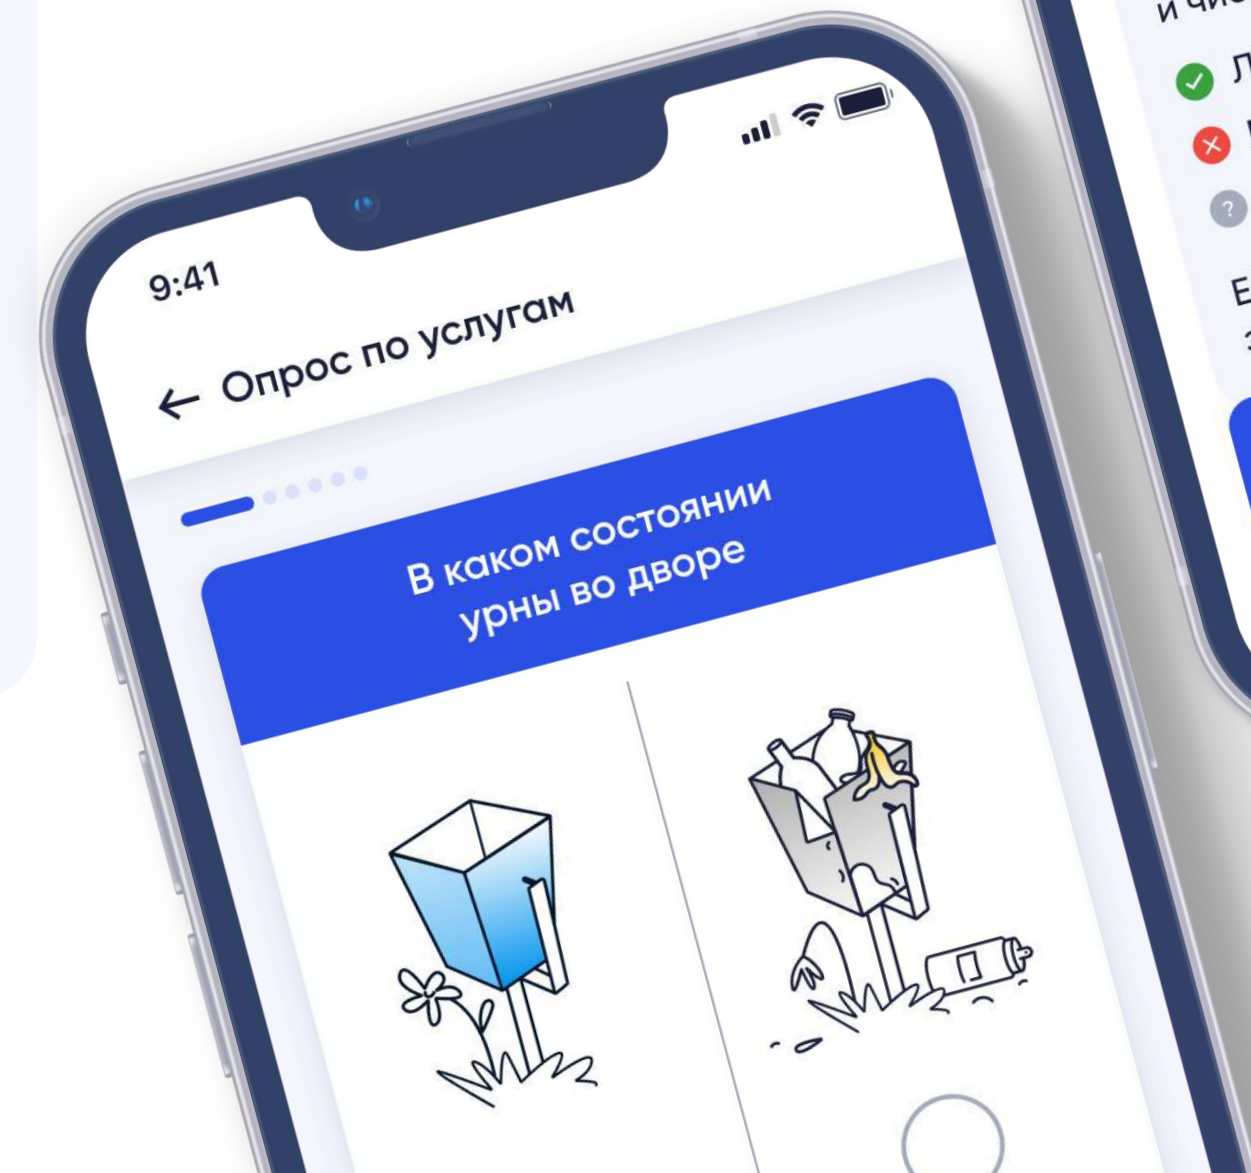 9:41
Опрос по услугам
В каком состоянии
урны во дворе